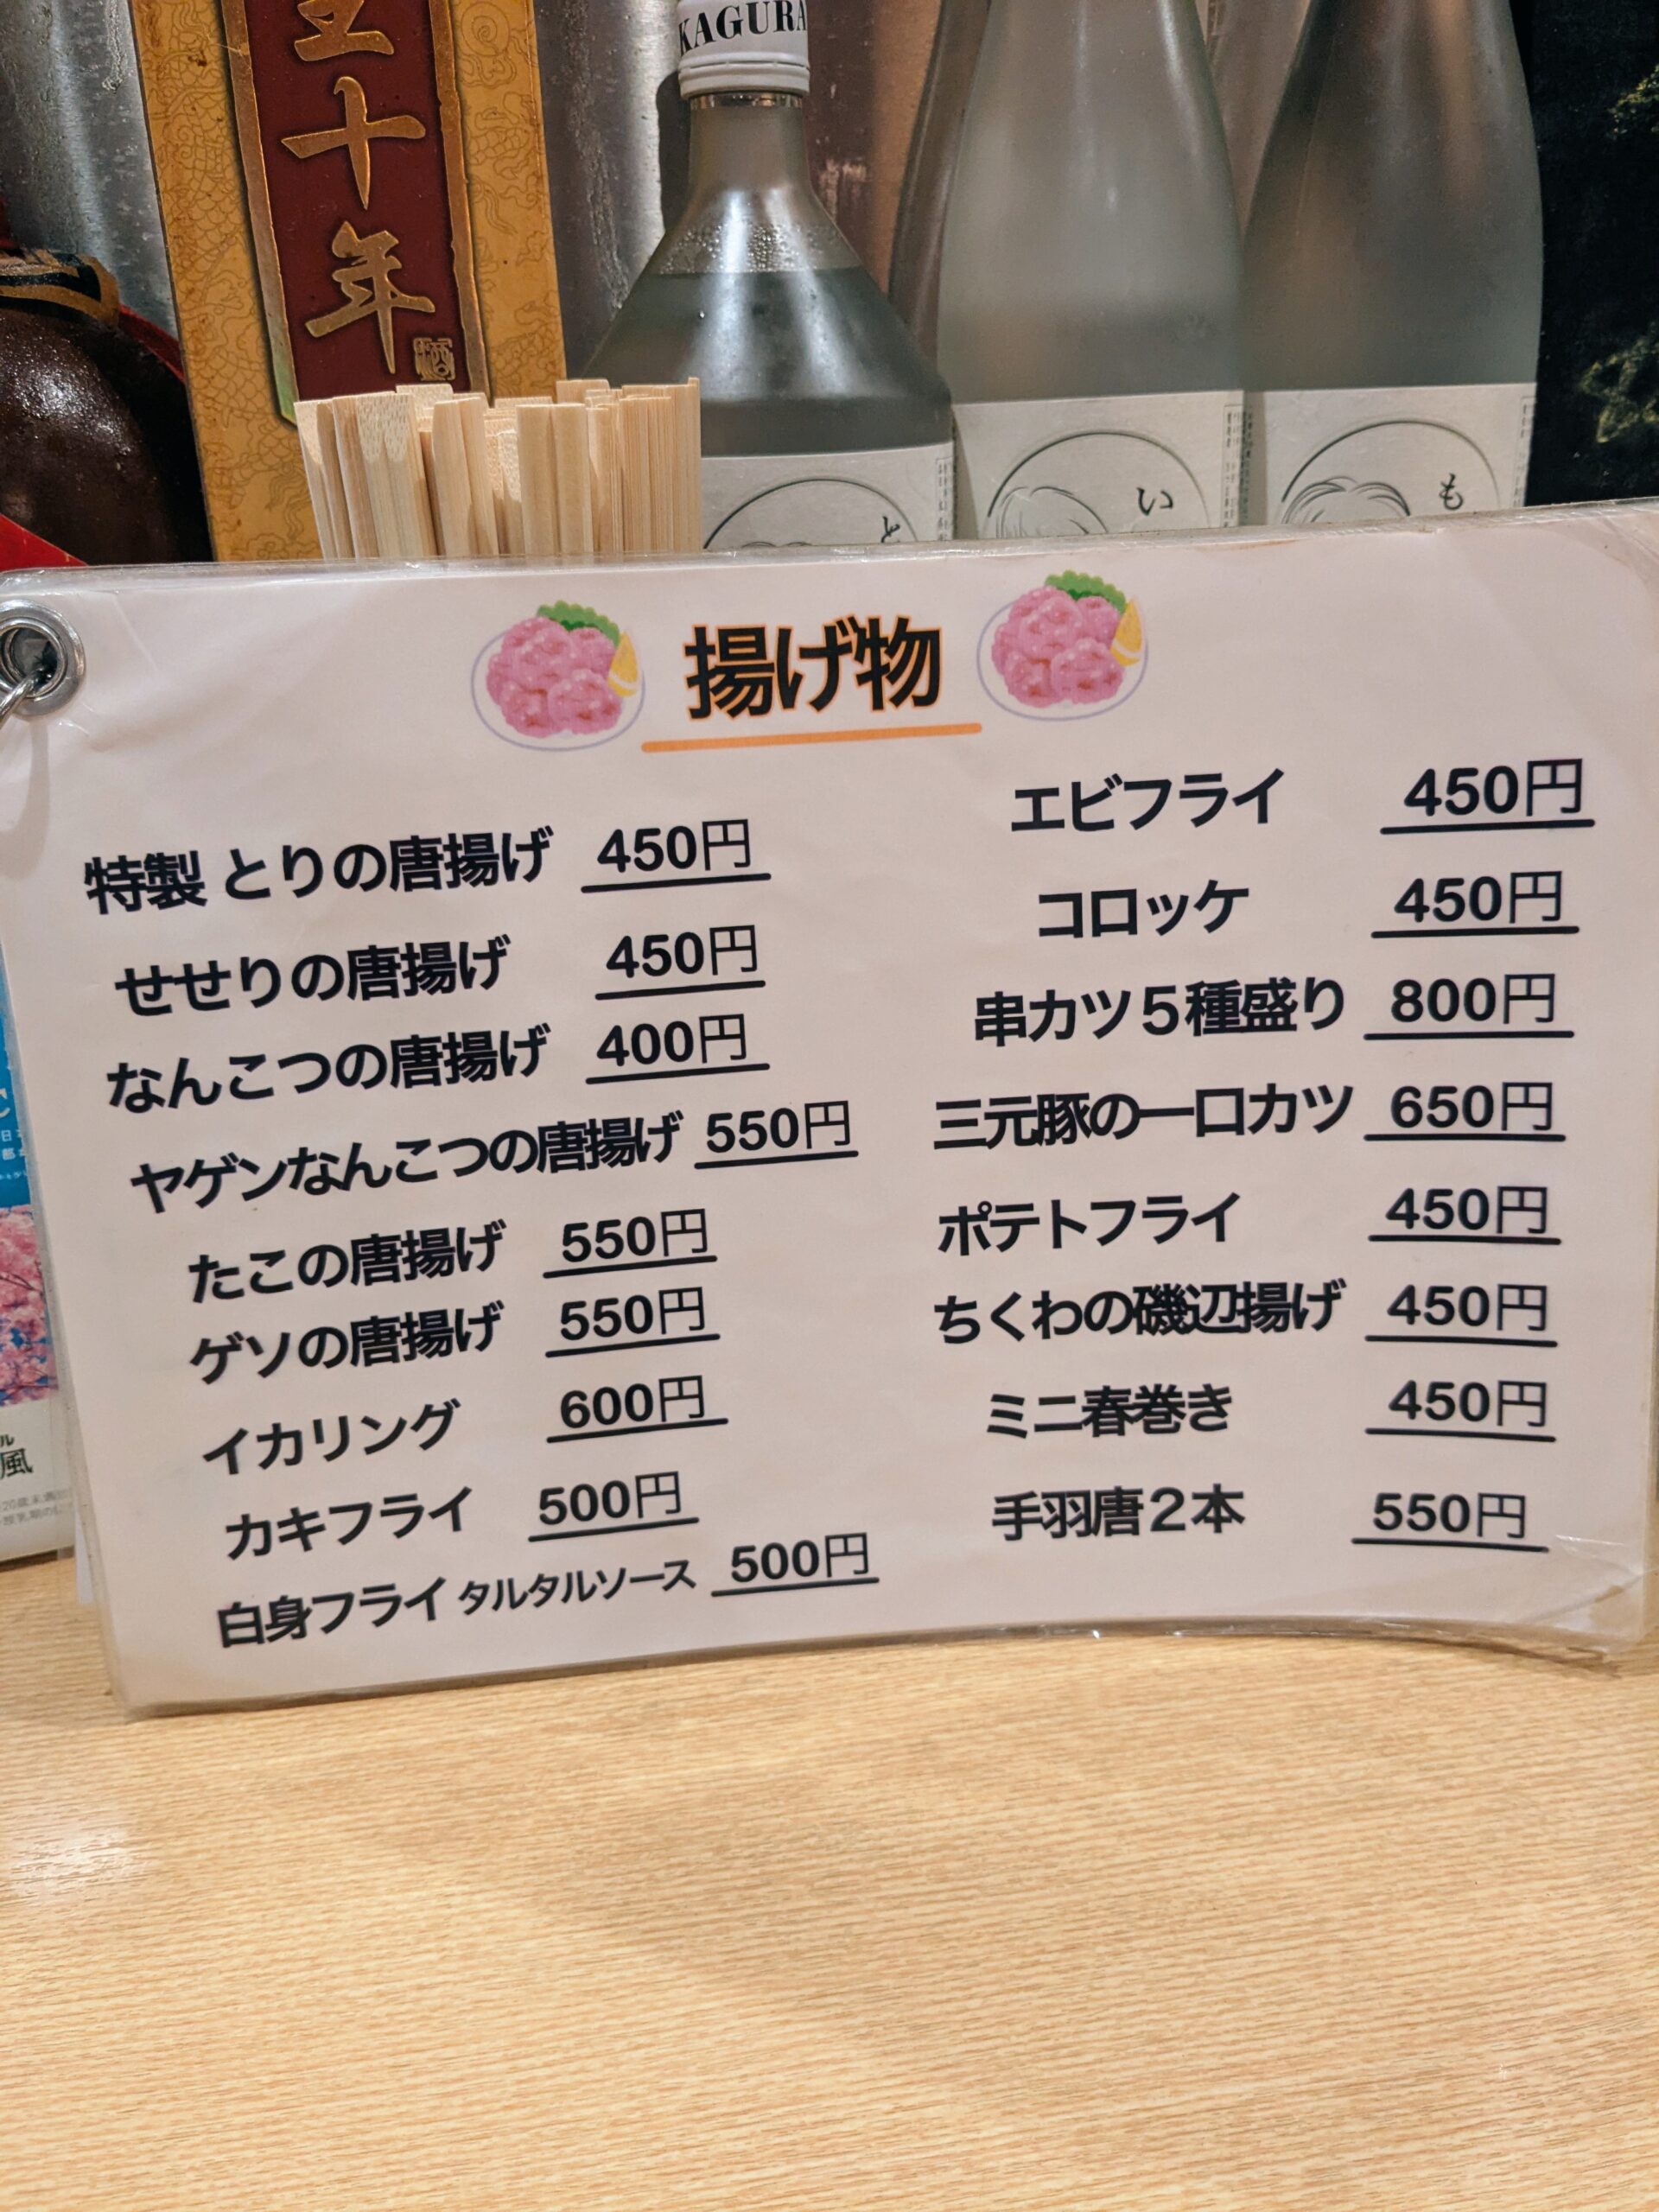 十年
KAGURA
と
い
も
揚げ物
特製 とりの唐揚げ 450円
せせりの唐揚げ 450円
なんこつの唐揚げ 400円
ヤゲンなんこつの唐揚げ 550円
たこの唐揚げ 550円
ゲソの唐揚げ 550円
イカリング 600円
カキフライ 500円
白身フライ タルタルソース 500円
エビフライ 450円
コロッケ 450円
串カツ5種盛り 800円
三元豚の一口カツ 650円
ポテトフライ 450円
ちくわの磯辺揚げ 450円
ミニ春巻き 450円
手羽唐2本 550円
風